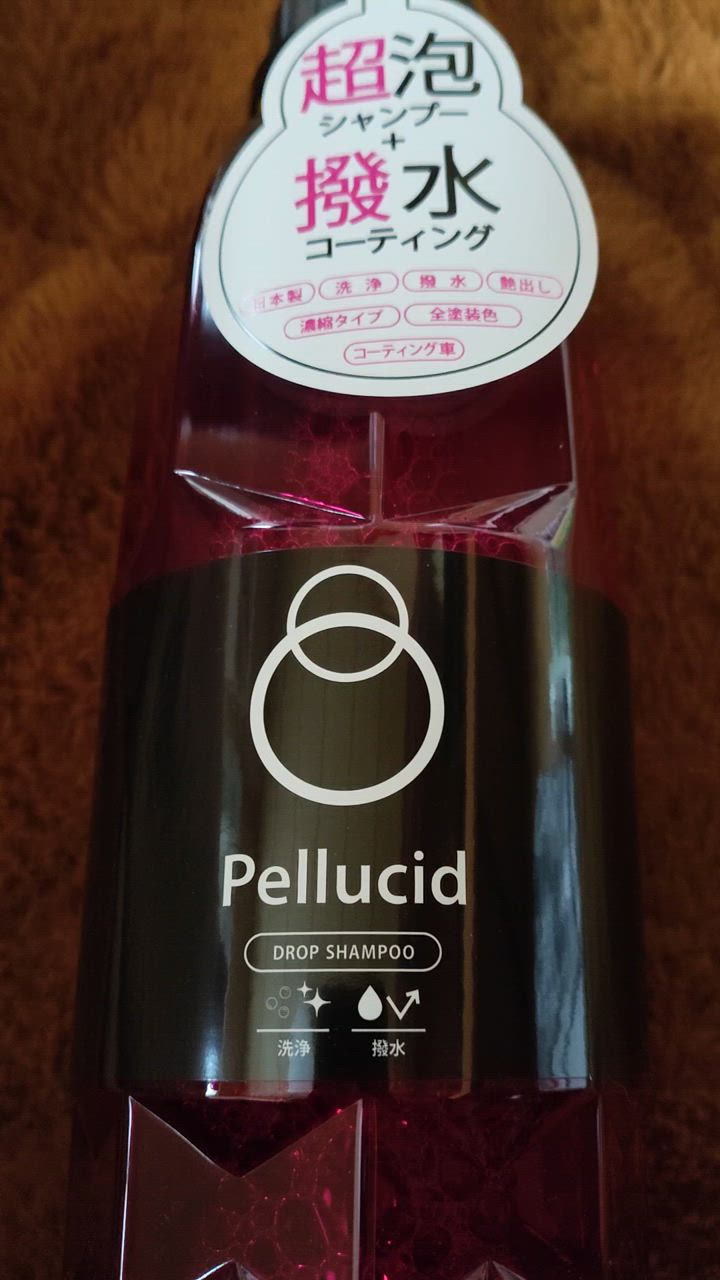 超泡
シャンプー
+
撥水
コーティング
日本製 洗浄 撥水 艶出し
濃縮タイプ 全塗装色
コーティング車
Pellucid
DROP SHAMPOO
洗浄 撥水